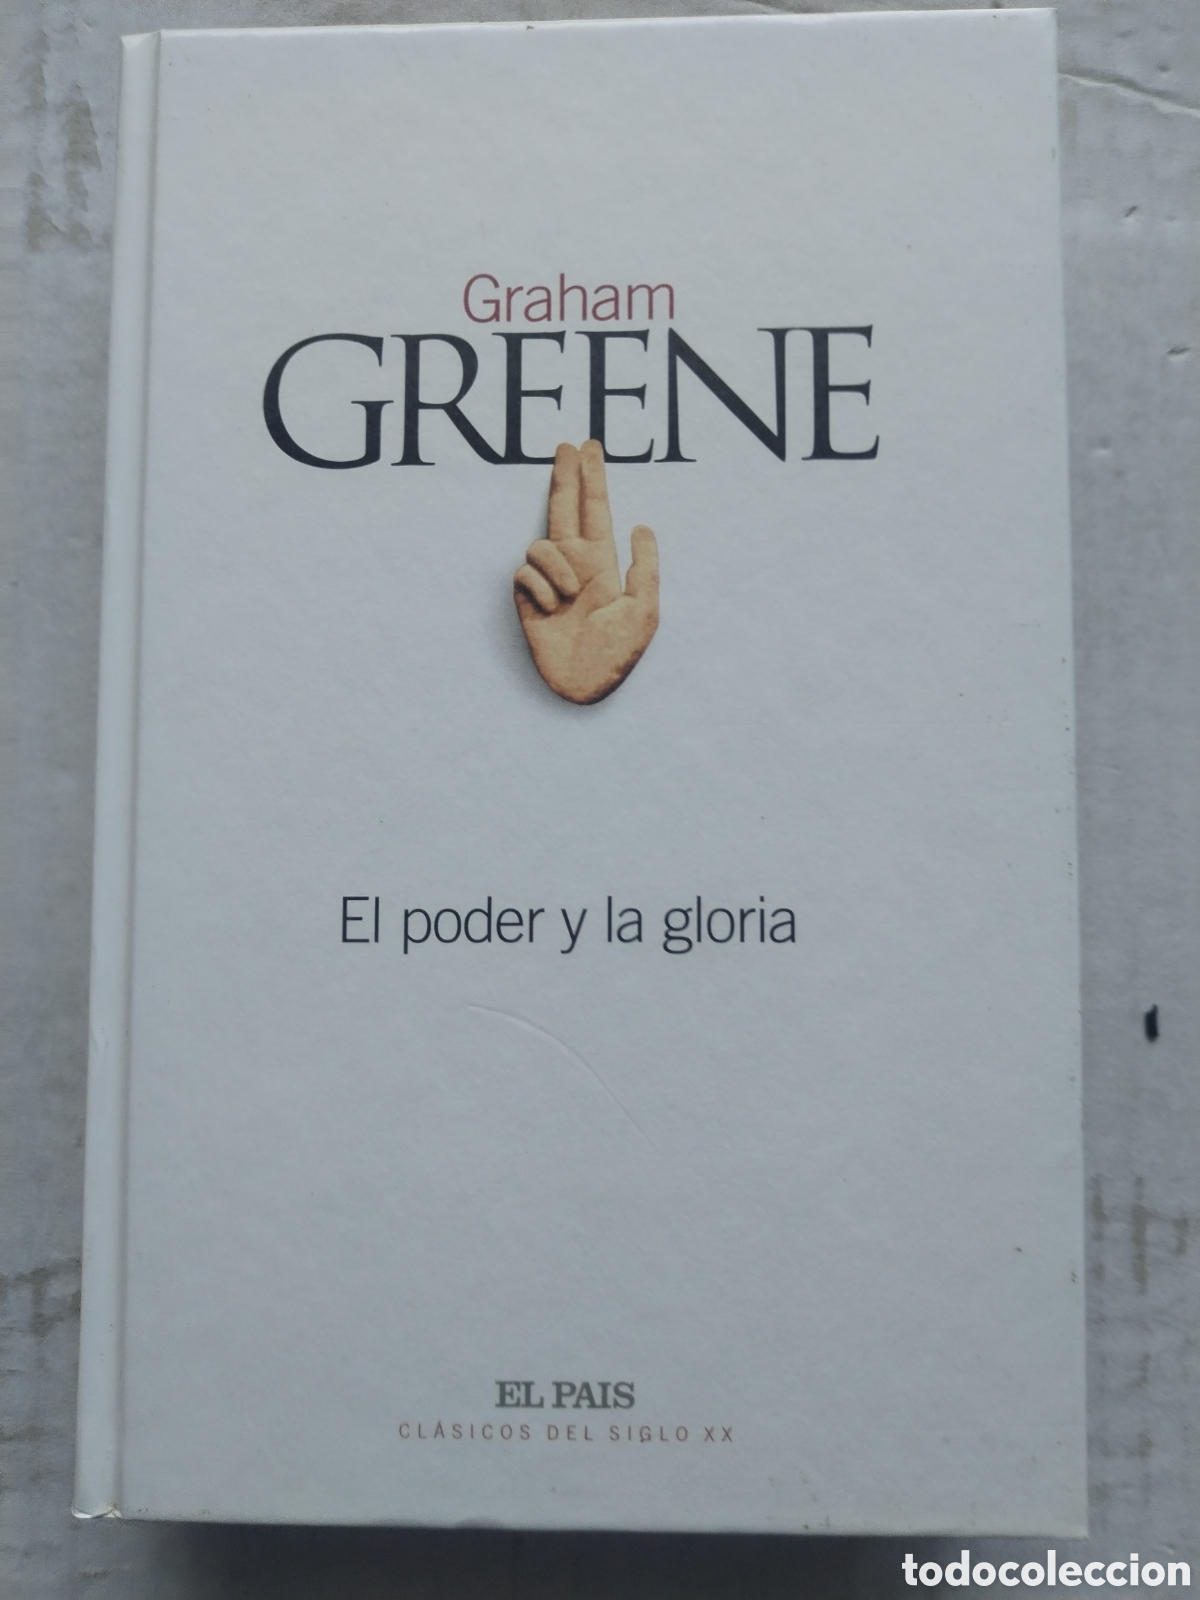 Graham
GREENE
El poder y la gloria
EL PAIS
CLÁSICOS DEL SIGLO XX
todocoleccion